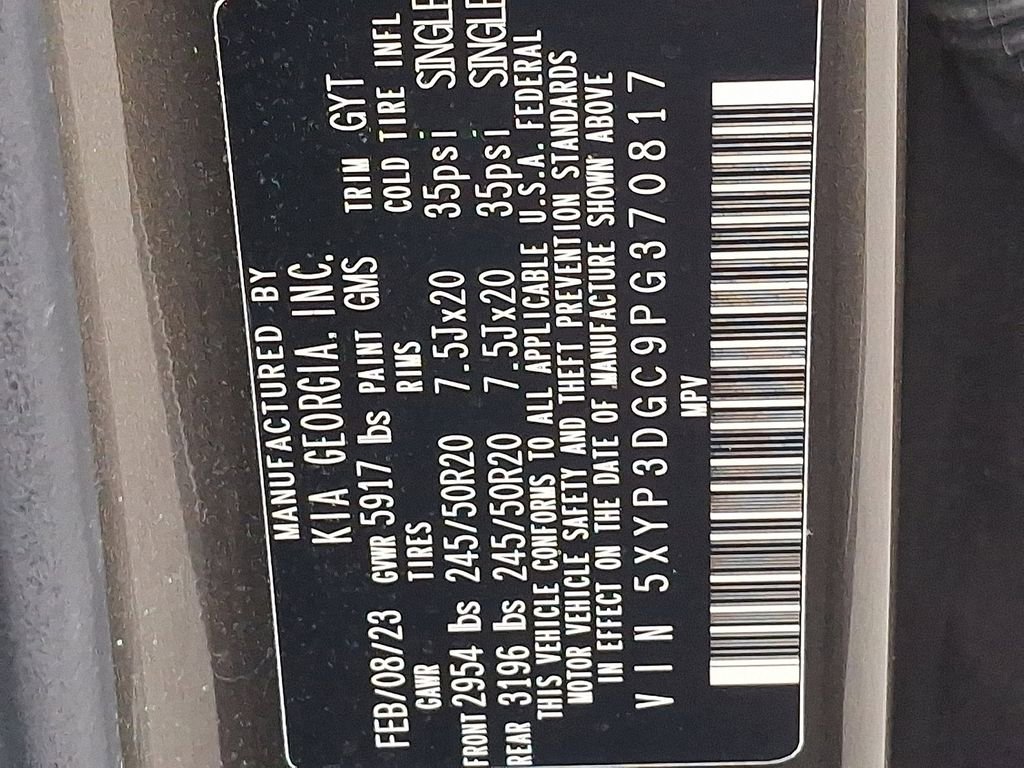 MANUFACTURED BY
KIA GEORGIA. INC.
FEB/08/23 GVWR 5917 lbs PAINT GMS TRIM GYT
GAWR TIRES RIMS COLD TIRE INFL
FRONT 2954 lbs 245/50R20 7.5Jx20 35psi SINGLE
REAR 3196 lbs 245/50R20 7.5Jx20 35psi SINGLE
THIS VEHICLE CONFORMS TO ALL APPLICABLE U.S.A. FEDERAL
MOTOR VEHICLE SAFETY AND THEFT PREVENTION STANDARDS
IN EFFECT ON THE DATE OF MANUFACTURE SHOWN ABOVE
VIN 5XYP3DGC9PG370817
MPV